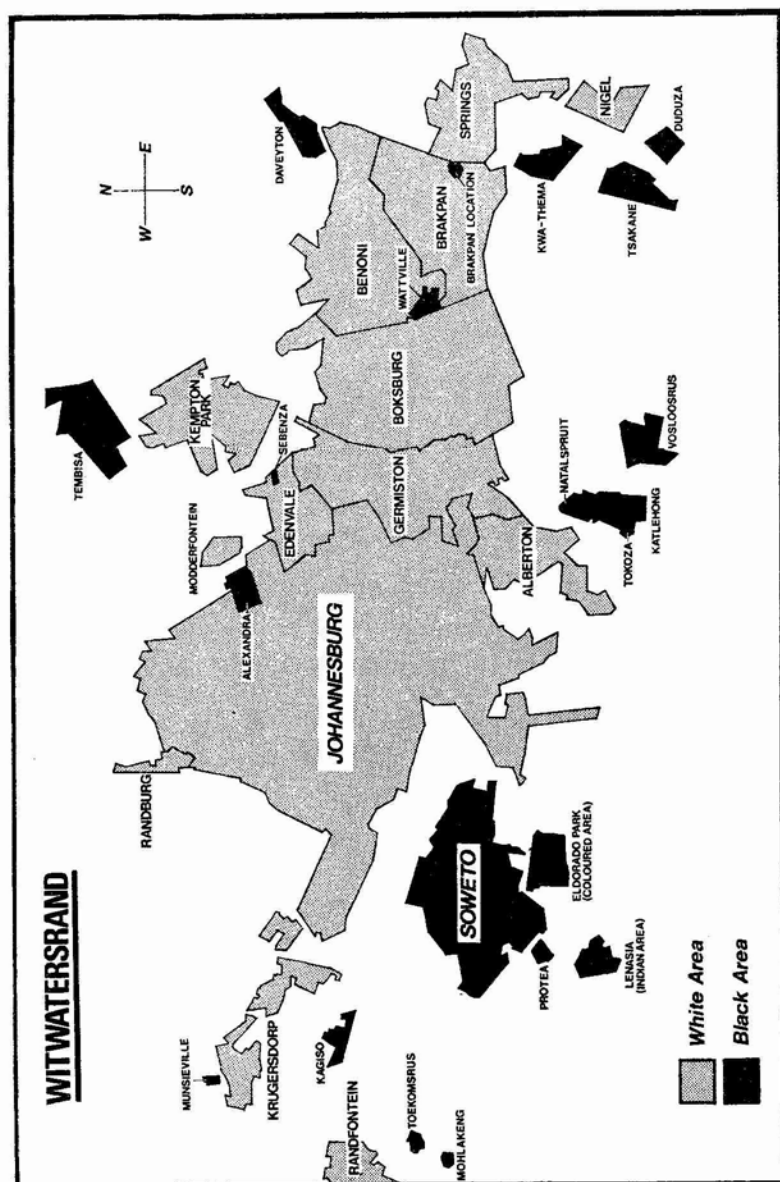 WITWATERSRAND
N
W
E
S
TEMBISA
KEMPTON
PARK
DAVEYTON
MODDERFONTEIN
SEBENZA
RANDBURG
ALEXANDRA
EDENVALE
BENONI
SPRINGS
MUNSIEVILLE
KRUGERSDORP
JOHANNESBURG
GERMISTON
BOKSBURG
WATTVILLE
BRAKPAN
BRAKPAN LOCATION
NIGEL
KAGISO
RANDFONTEIN
ALBERTON
KWA-THEMA
DUDUZA
TOEKOMSRUS
MOHLAKENG
SOWETO
NATALSPRUIT
VOSLOOSRUS
TSAKANE
PROTEA
ELDORADO PARK
(COLOURED AREA)
TOKOZA
KATLEHONG
LENASIA
(INDIAN AREA)
White Area
Black Area